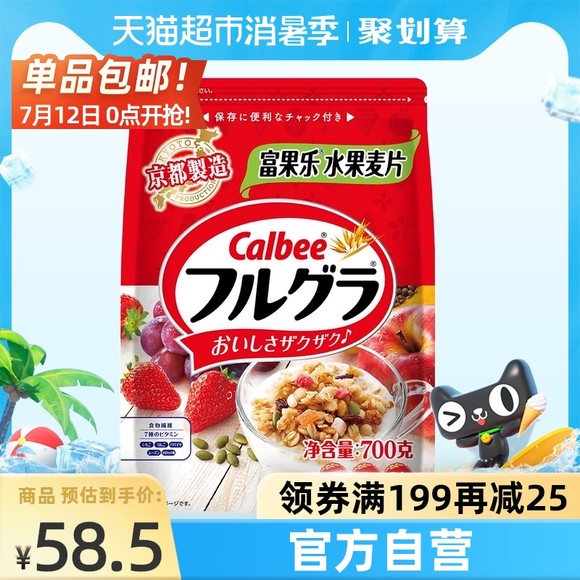 天猫超市消暑季 聚划算
单品包邮!
7月12日 0点开抢!
保存に便利なチャック付き
KYOTO
京都製造
PRODUCTION
富果乐® 水果麦片
Calbee®
フルグラ®
おいしさザクザク♪
食物繊維
7種のビタミン
净含量:700克
商品 预估到手价:
¥58.5
领券满199再减25
官方自营